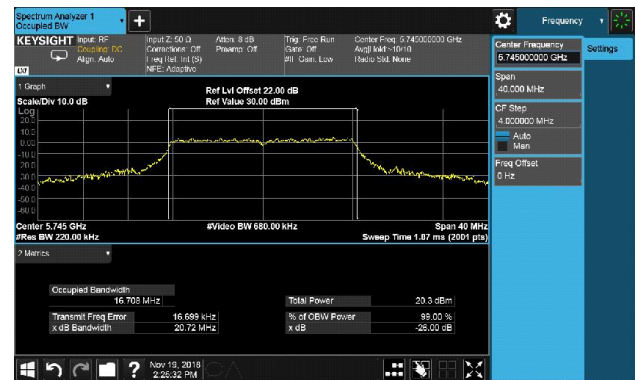 Spectrum Analyzer 1
Occupied BW
Frequency
KEYSIGHT Input: RF
Coupling: DC
Align: Auto
Input Z: 50 Ω
Corrections: Off
Freq Ref: Int (S)
NFE: Adaptive
Atten: 8 dB
Preamp: Off
Trig: Free Run
Gate: Off
#IF Gain: Low
Center Freq: 5.745000000 GHz
Avg|Hold:>10/10
Radio Std: None
Center Frequency
5.745000000 GHz
Settings
Span
40.000 MHz
CF Step
4.000000 MHz
Auto
Man
Freq Offset
0 Hz
1 Graph
Scale/Div 10.0 dB
Ref Lvl Offset 22.00 dB
Ref Value 30.00 dBm
Log
20.0
10.0
0.00
-10.0
-20.0
-30.0
-40.0
-50.0
-60.0
Center 5.745 GHz
#Video BW 680.00 kHz
Span 40 MHz
#Res BW 220.00 kHz
Sweep Time 1.07 ms (2001 pts)
2 Metrics
Occupied Bandwidth
16.708 MHz
Total Power 20.3 dBm
Transmit Freq Error 16.699 kHz
% of OBW Power 99.00 %
x dB Bandwidth 20.72 MHz
x dB -26.00 dB
Nov 19, 2018
2:26:32 PM